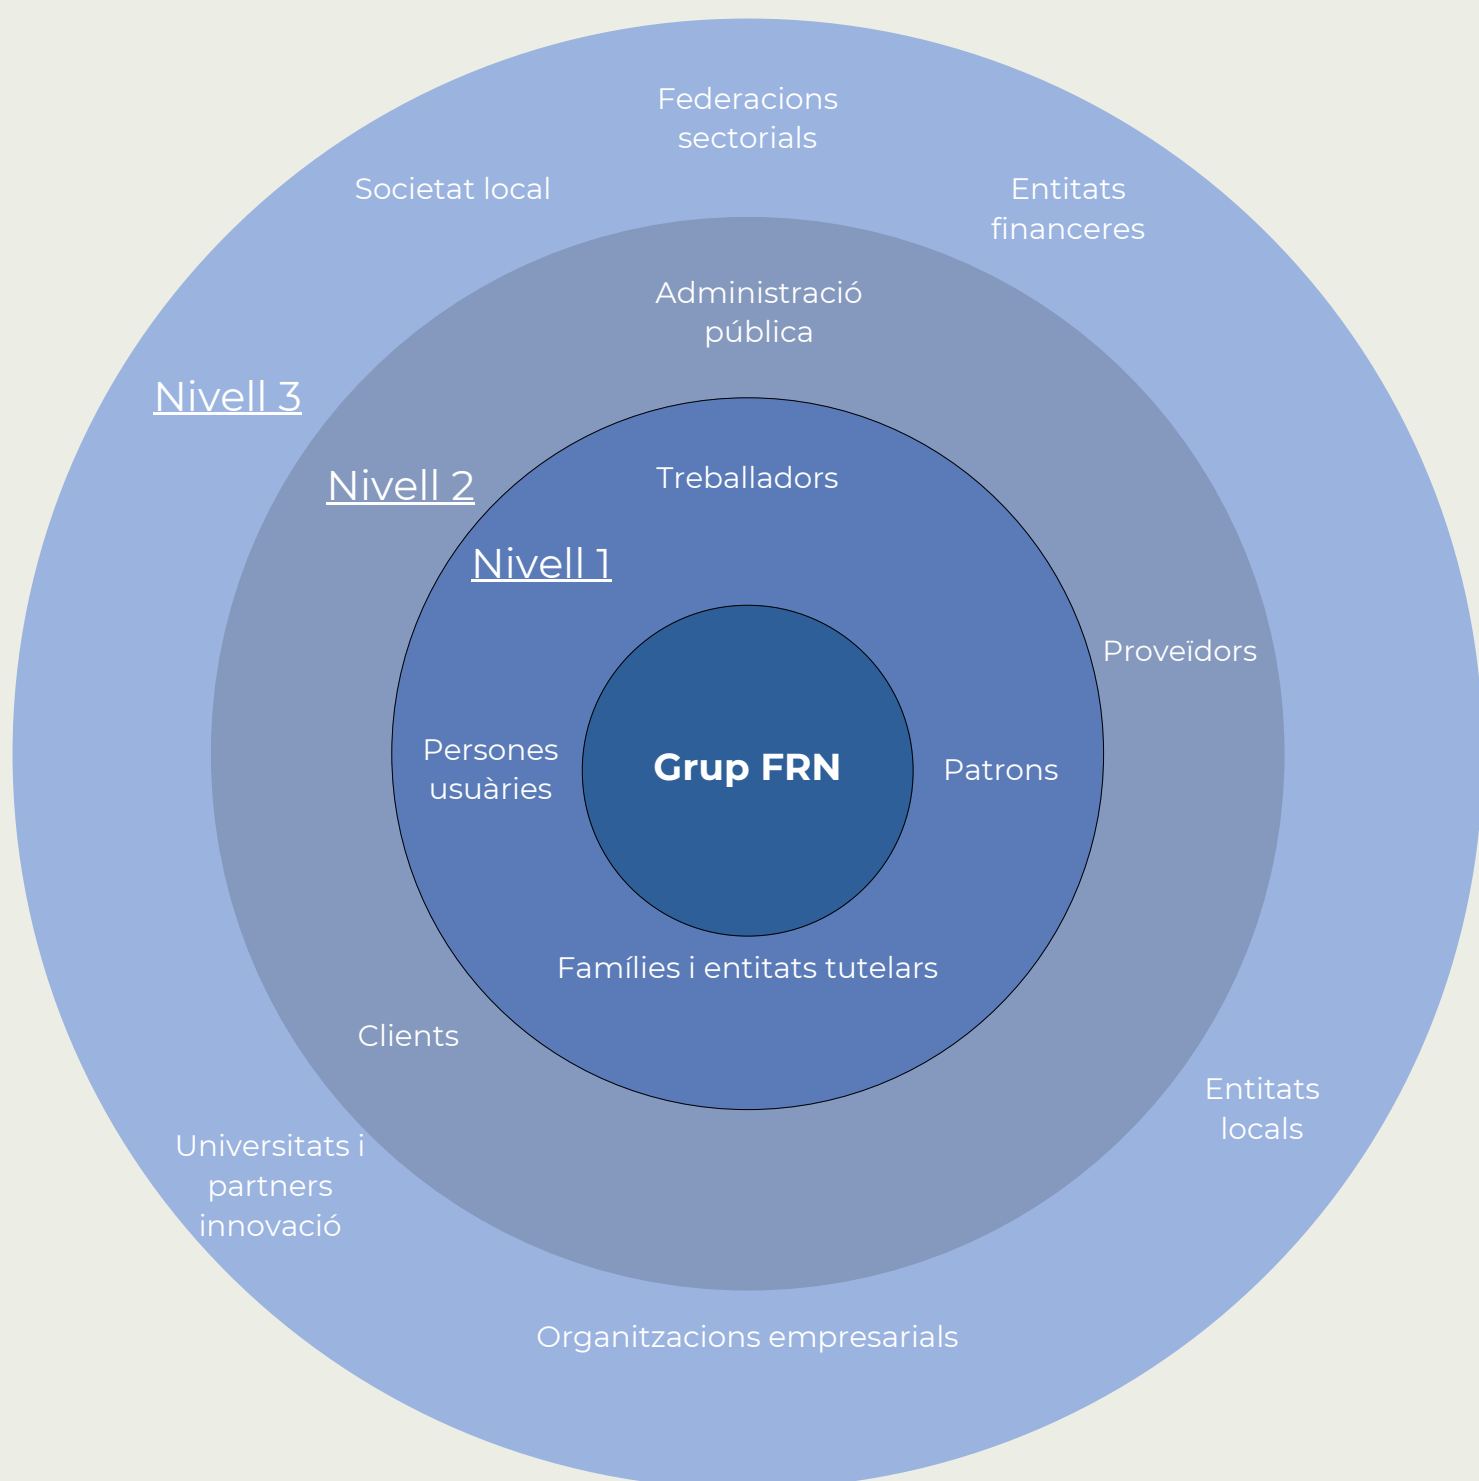 Federacions
sectorials
Societat local
Entitats
financeres
Administració
pública
Nivell 3
Nivell 2
Treballadors
Nivell 1
Proveïdors
Persones
usuàries
Grup FRN
Patrons
Famílies i entitats tutelars
Clients
Entitats
locals
Universitats i
partners
innovació
Organitzacions empresarials